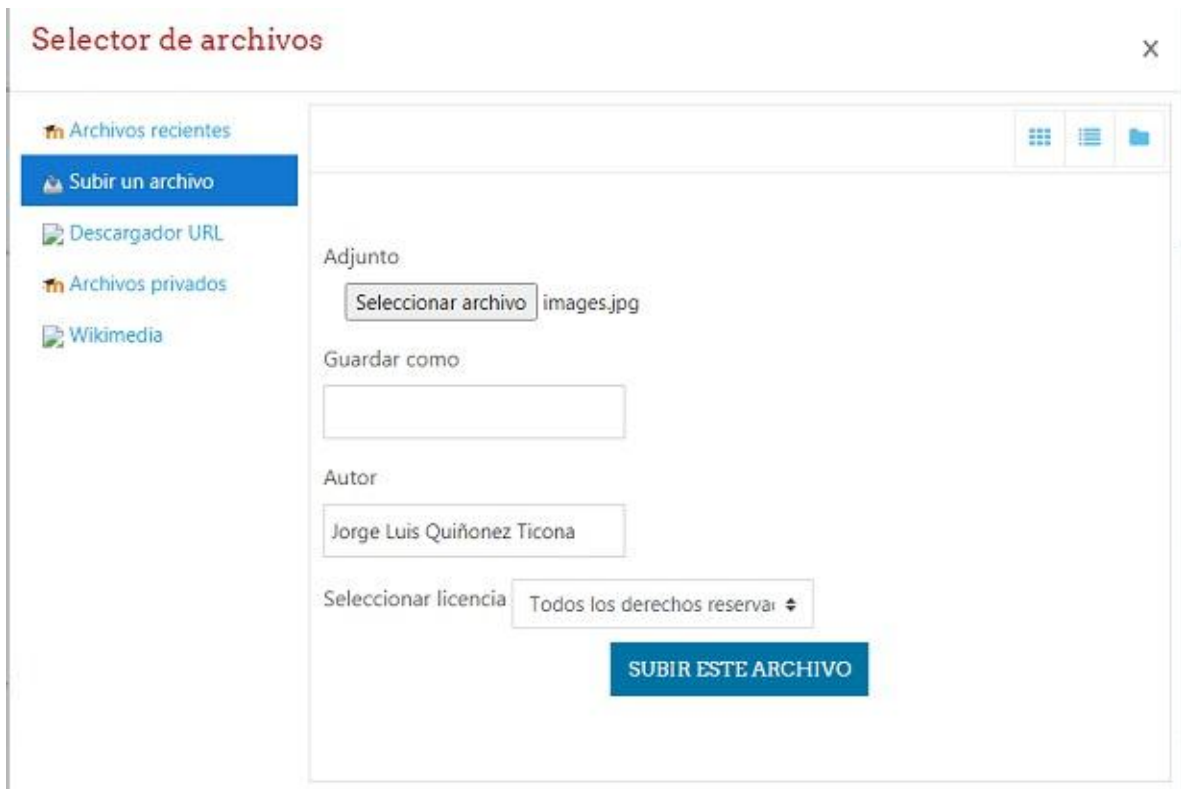 Selector de archivos
X
Archivos recientes
Subir un archivo
Descargador URL
Archivos privados
Wikimedia
Adjunto
Seleccionar archivo images.jpg
Guardar como
Autor
Jorge Luis Quiñonez Ticona
Seleccionar licencia Todos los derechos reserva
SUBIR ESTE ARCHIVO